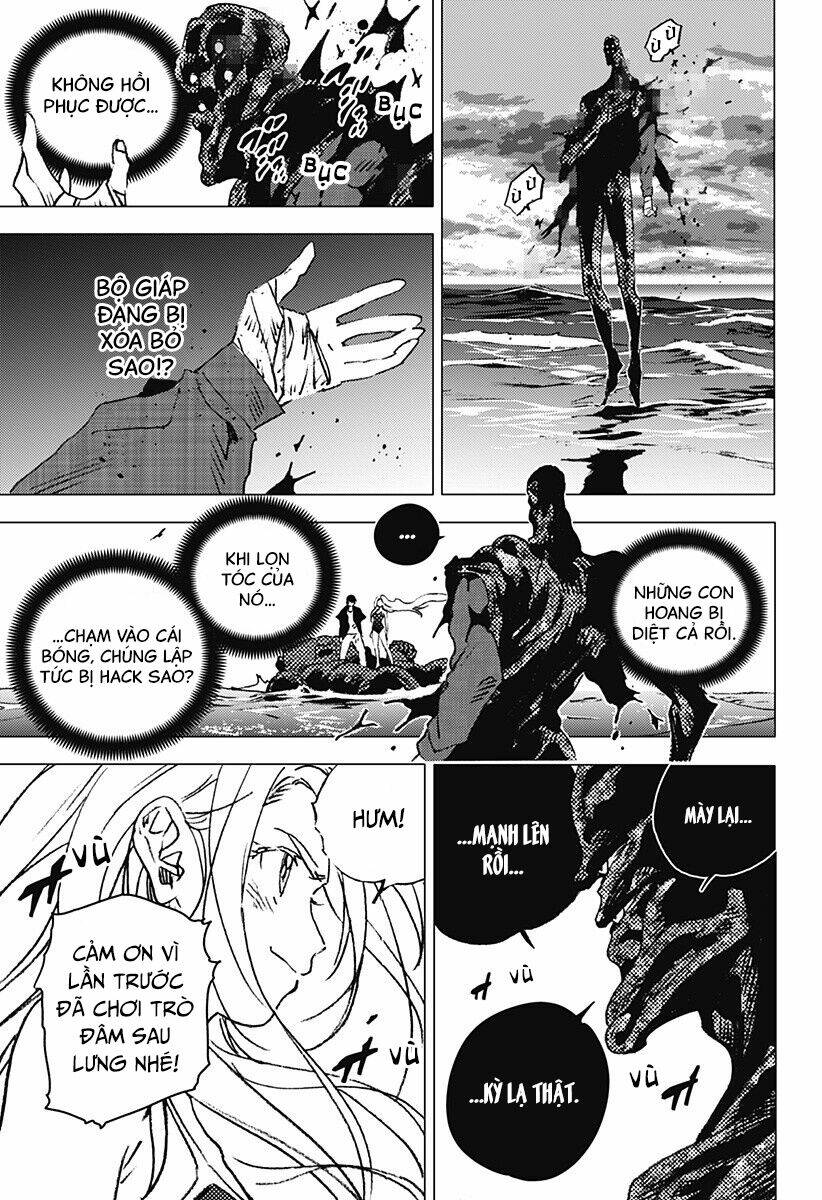 Ừ
Ừ
Ừ
Ừ
KHÔNG HỒI
PHỤC ĐƯỢC...
BỤC
BỤC
BỘ GIÁP
ĐANG BỊ
XÓA BỎ
SAO!?
NHỮNG CON
HOANG BỊ
DIỆT CẢ RỒI.
...
KHI LỌN
TÓC CỦA
NÓ...
...CHẠM VÀO CÁI
BÓNG, CHÚNG LẬP
TỨC BỊ HACK SAO?
MÀY LẠI...
...MẠNH LÊN
RỒI...
VÙ
VÙ
...KỲ LẠ THẬT.
HƯM!
VÙ
CẢM ƠN VÌ
LẦN TRƯỚC
ĐÃ CHƠI TRÒ
ĐÂM SAU
LƯNG NHÉ!
VÙ